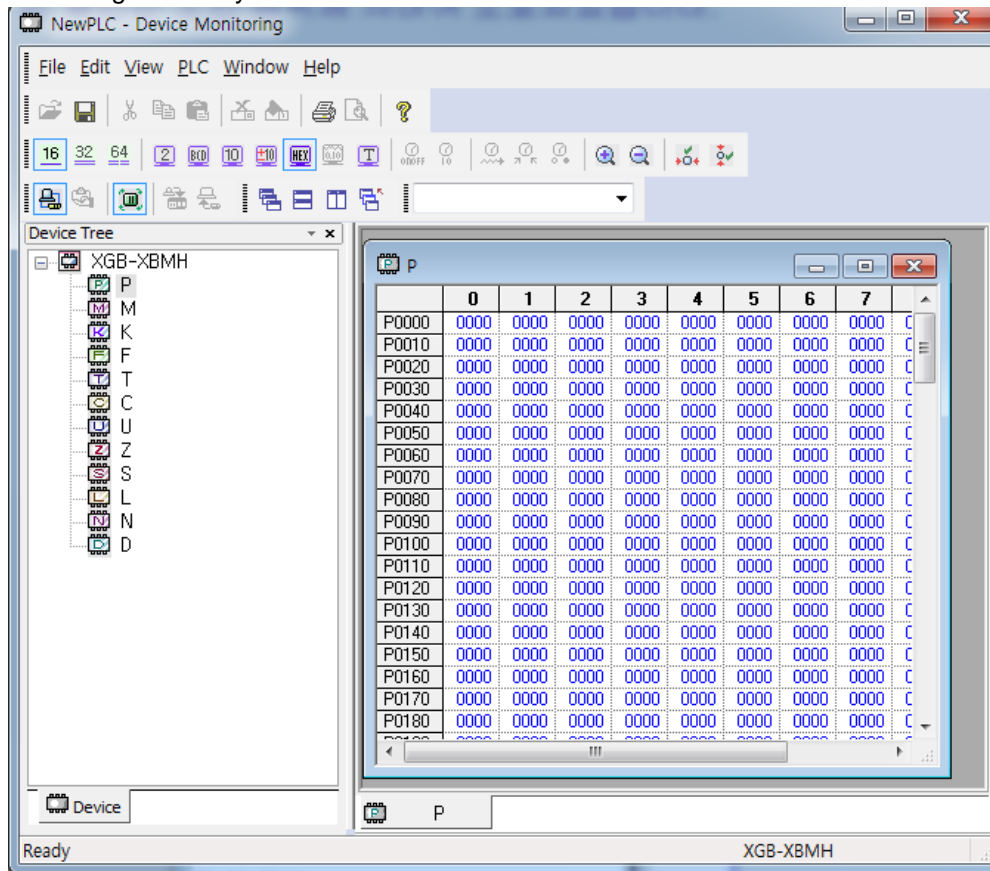 NewPLC - Device Monitoring
File Edit View PLC Window Help
16 32 64 2 BCD 10 ±10 HEX 0.10 T
Device Tree
XGB-XBMH
P
M
K
F
T
C
U
Z
S
L
N
D
P
0 1 2 3 4 5 6 7
P0000 0000 0000 0000 0000 0000 0000 0000 0000
P0010 0000 0000 0000 0000 0000 0000 0000 0000
P0020 0000 0000 0000 0000 0000 0000 0000 0000
P0030 0000 0000 0000 0000 0000 0000 0000 0000
P0040 0000 0000 0000 0000 0000 0000 0000 0000
P0050 0000 0000 0000 0000 0000 0000 0000 0000
P0060 0000 0000 0000 0000 0000 0000 0000 0000
P0070 0000 0000 0000 0000 0000 0000 0000 0000
P0080 0000 0000 0000 0000 0000 0000 0000 0000
P0090 0000 0000 0000 0000 0000 0000 0000 0000
P0100 0000 0000 0000 0000 0000 0000 0000 0000
P0110 0000 0000 0000 0000 0000 0000 0000 0000
P0120 0000 0000 0000 0000 0000 0000 0000 0000
P0130 0000 0000 0000 0000 0000 0000 0000 0000
P0140 0000 0000 0000 0000 0000 0000 0000 0000
P0150 0000 0000 0000 0000 0000 0000 0000 0000
P0160 0000 0000 0000 0000 0000 0000 0000 0000
P0170 0000 0000 0000 0000 0000 0000 0000 0000
P0180 0000 0000 0000 0000 0000 0000 0000 0000
Device
P
Ready
XGB-XBMH